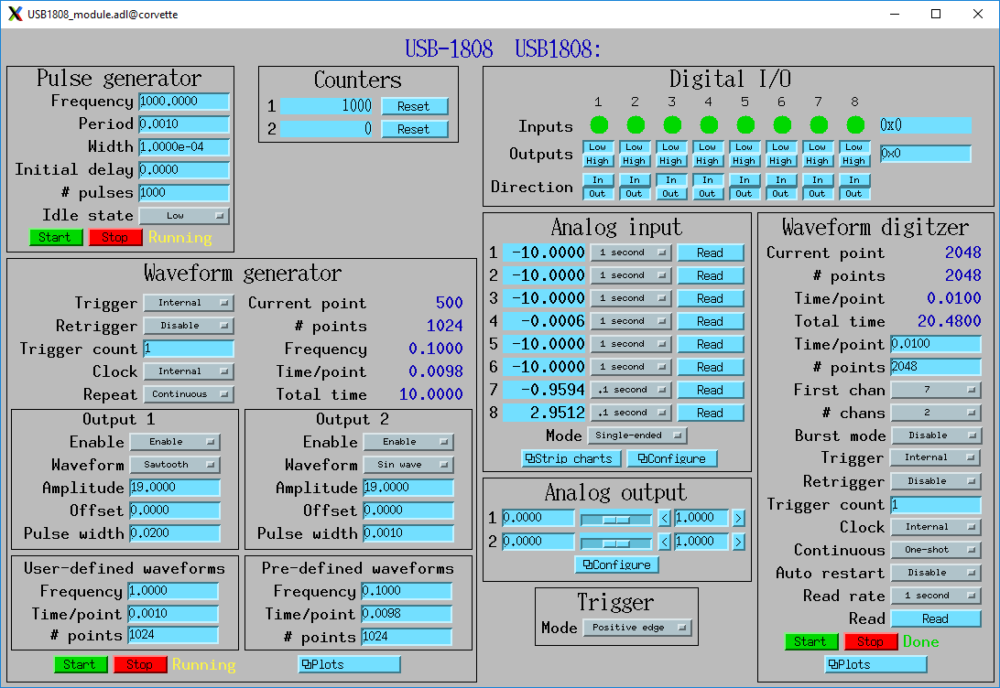 USB1808_module.adl@corvette
USB-1808 USB1808:
Pulse generator
Frequency 1000.0000
Period 0.0010
Width 1.0000e-04
Initial delay 0.0000
# pulses 1000
Idle state Low
Start Stop Running
Counters
1 1000 Reset
2 0 Reset
Digital I/O
1 2 3 4 5 6 7 8
Inputs 0x0
Outputs Low Low Low Low Low Low Low Low 0x0
High High High High High High High High
Direction In In In In In In In In
Out Out Out Out Out Out Out Out
Waveform generator
Trigger Internal Current point 500
Retrigger Disable # points 1024
Trigger count 1 Frequency 0.1000
Clock Internal Time/point 0.0098
Repeat Continuous Total time 10.0000
Output 1
Enable Enable
Waveform Sawtooth
Amplitude 19.0000
Offset 0.0000
Pulse width 0.0200
Output 2
Enable Enable
Waveform Sin wave
Amplitude 19.0000
Offset 0.0000
Pulse width 0.0010
User-defined waveforms
Frequency 1.0000
Time/point 0.0010
# points 1024
Pre-defined waveforms
Frequency 0.1000
Time/point 0.0098
# points 1024
Start Stop Running Plots
Analog input
1 -10.0000 1 second Read
2 -10.0000 1 second Read
3 -10.0000 1 second Read
4 -0.0006 1 second Read
5 -10.0000 1 second Read
6 -10.0000 1 second Read
7 -0.9594 .1 second Read
8 2.9512 .1 second Read
Mode Single-ended
Strip charts Configure
Analog output
1 0.0000 < 1.0000 >
2 0.0000 < 1.0000 >
Configure
Trigger
Mode Positive edge
Waveform digitzer
Current point 2048
# points 2048
Time/point 0.0100
Total time 20.4800
Time/point 0.0100
# points 2048
First chan 7
# chans 2
Burst mode Disable
Trigger Internal
Retrigger Disable
Trigger count 1
Clock Internal
Continuous One-shot
Auto restart Disable
Read rate 1 second
Read Read
Start Stop Done
Plots